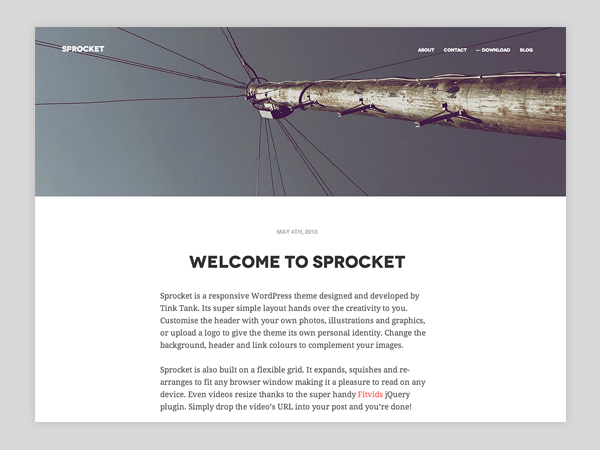 SPROCKET
ABOUT CONTACT ← DOWNLOAD BLOG
MAY 4TH, 2013
WELCOME TO SPROCKET
Sprocket is a responsive WordPress theme designed and developed by
Tink Tank. Its super simple layout hands over the creativity to you.
Customise the header with your own photos, illustrations and graphics,
or upload a logo to give the theme its own personal identity. Change the
background, header and link colours to complement your images.
Sprocket is also built on a flexible grid. It expands, squishes and re-
arranges to fit any browser window making it a pleasure to read on any
device. Even videos resize thanks to the super handy Fitvids jQuery
plugin. Simply drop the video's URL into your post and you're done!